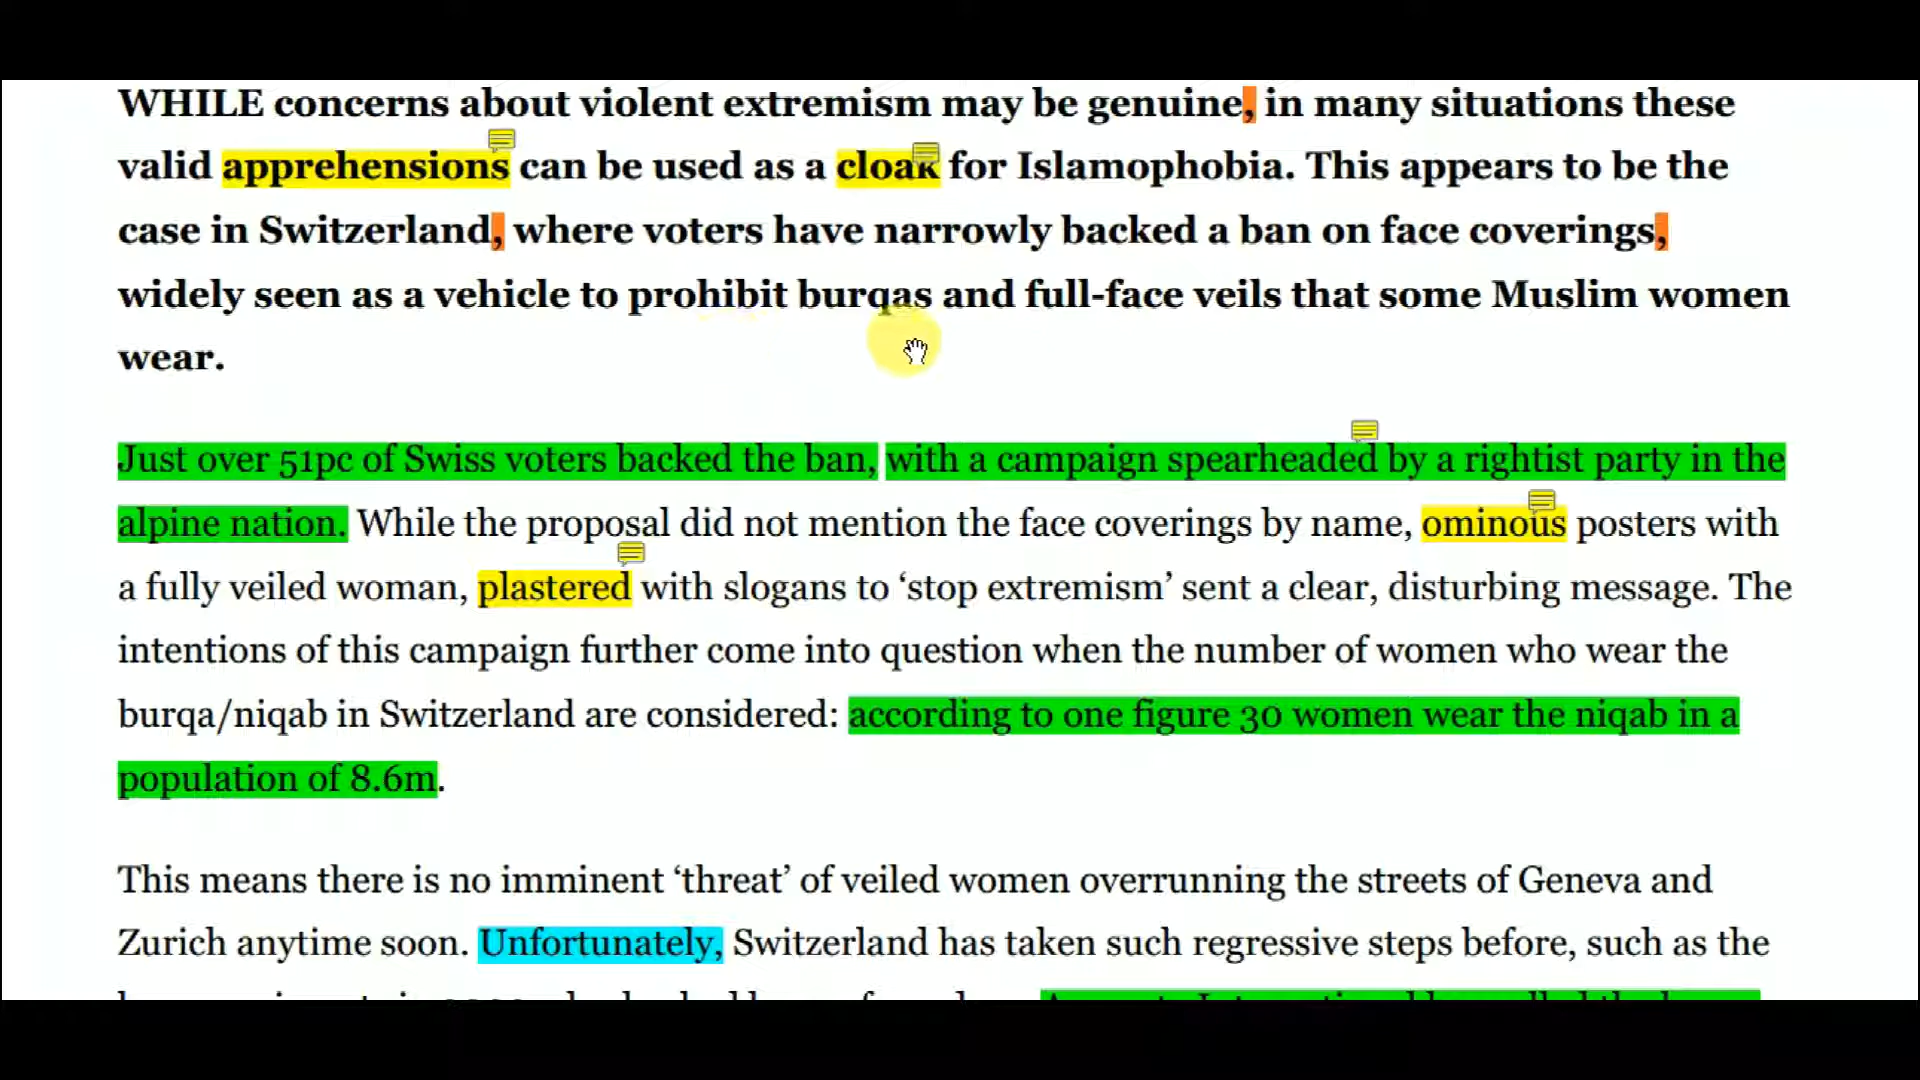 WHILE concerns about violent extremism may be genuine, in many situations these
valid apprehensions can be used as a cloak for Islamophobia. This appears to be the
case in Switzerland, where voters have narrowly backed a ban on face coverings,
widely seen as a vehicle to prohibit burqas and full-face veils that some Muslim women
wear.
Just over 51pc of Swiss voters backed the ban, with a campaign spearheaded by a rightist party in the
alpine nation. While the proposal did not mention the face coverings by name, ominous posters with
a fully veiled woman, plastered with slogans to ‘stop extremism’ sent a clear, disturbing message. The
intentions of this campaign further come into question when the number of women who wear the
burqa/niqab in Switzerland are considered: according to one figure 30 women wear the niqab in a
population of 8.6m.
This means there is no imminent ‘threat’ of veiled women overrunning the streets of Geneva and
Zurich anytime soon. Unfortunately, Switzerland has taken such regressive steps before, such as the